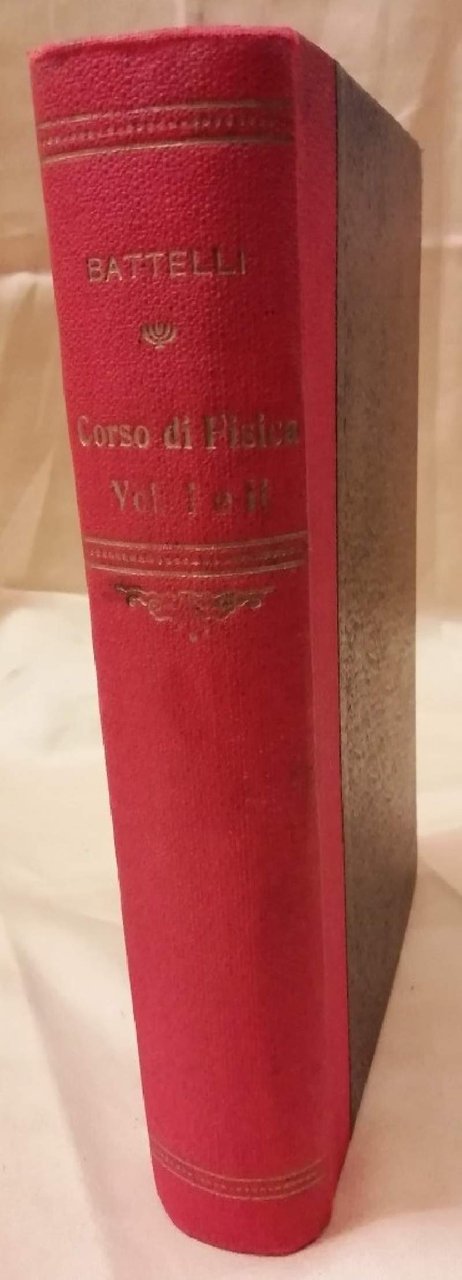 BATTELLI
Corso di Fisica
Vol. I e II